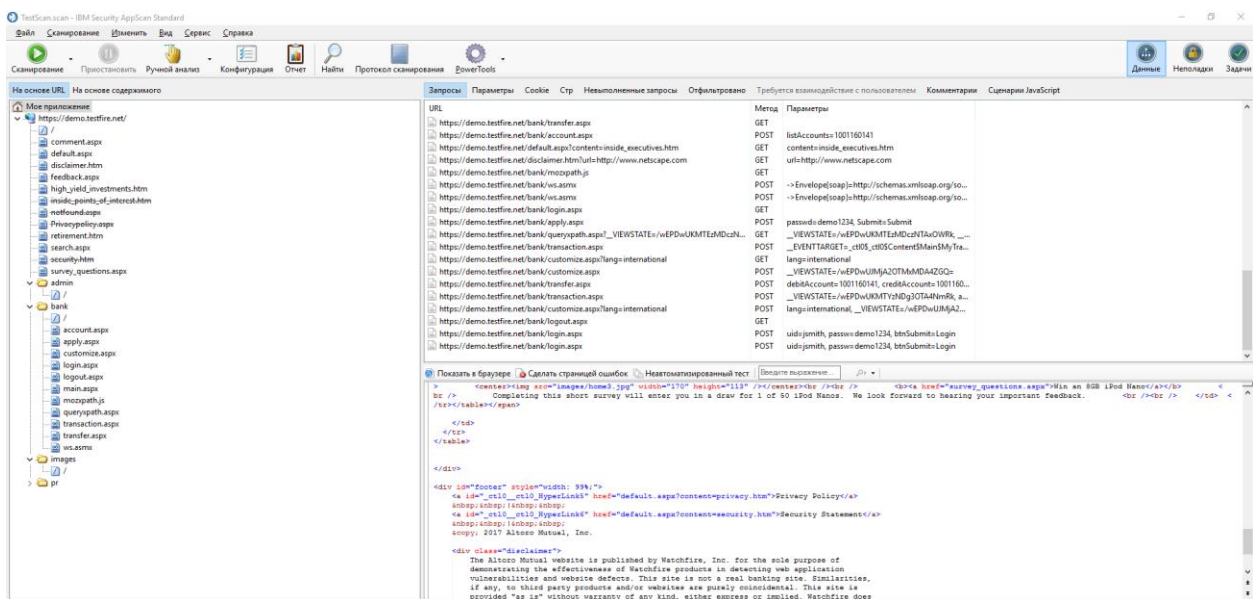 TestScan.scan - IBM Security AppScan Standard
Файл Сканирование Изменить Вид Сервис Справка
Сканирование Приостановить Ручной анализ Конфигурация Отчет Найти Протокол сканирования PowerTools Данные Неполадки Задачи
На основе URL На основе содержимого
Запросы Параметры Cookie Стр Невыполненные запросы Отфильтровано Требуется взаимодействие с пользователем Комментарии Сценарии JavaScript
Мое приложение
https://demo.testfire.net/
/
comment.aspx
default.aspx
disclaimer.htm
feedback.aspx
high_yield_investments.htm
inside_points_of_interest.htm
notfound.aspx
Privacypolicy.aspx
retirement.htm
search.aspx
security.htm
survey_questions.aspx
admin
/
bank
/
account.aspx
apply.aspx
customize.aspx
login.aspx
logout.aspx
main.aspx
mozxpath.js
queryxpath.aspx
transaction.aspx
transfer.aspx
ws.asmx
images
/
pr
URL Метод Параметры
https://demo.testfire.net/bank/transfer.aspx GET
https://demo.testfire.net/bank/account.aspx POST listAccounts=1001160141
https://demo.testfire.net/default.aspx?content=inside_executives.htm GET content=inside_executives.htm
https://demo.testfire.net/disclaimer.htm?url=http://www.netscape.com GET url=http://www.netscape.com
https://demo.testfire.net/bank/mozxpath.js GET
https://demo.testfire.net/bank/ws.asmx POST ->Envelope[soap]=http://schemas.xmlsoap.org/so...
https://demo.testfire.net/bank/ws.asmx POST ->Envelope[soap]=http://schemas.xmlsoap.org/so...
https://demo.testfire.net/bank/login.aspx GET
https://demo.testfire.net/bank/apply.aspx POST passwd=demo1234, Submit=Submit
https://demo.testfire.net/bank/queryxpath.aspx?__VIEWSTATE=/wEPDwUKMTEzMDczN... GET __VIEWSTATE=/wEPDwUKMTEzMDczNTAxOWRk, __...
https://demo.testfire.net/bank/transaction.aspx POST __EVENTTARGET=_ctl0$_ctl0$Content$Main$MyTra...
https://demo.testfire.net/bank/customize.aspx?lang=international GET lang=international
https://demo.testfire.net/bank/customize.aspx POST __VIEWSTATE=/wEPDwUJMjA2OTMxMDA4ZGQ=
https://demo.testfire.net/bank/transfer.aspx POST debitAccount=1001160141, creditAccount=1001160...
https://demo.testfire.net/bank/transaction.aspx POST __VIEWSTATE=/wEPDwUKMTYzNDg3OTA4NmRk, a...
https://demo.testfire.net/bank/customize.aspx?lang=international POST lang=international, __VIEWSTATE=/wEPDwUJMjA2...
https://demo.testfire.net/bank/logout.aspx GET
https://demo.testfire.net/bank/login.aspx POST uid=jsmith, passw=demo1234, btnSubmit=Login
https://demo.testfire.net/bank/login.aspx POST uid=jsmith, passw=demo1234, btnSubmit=Login
Показать в браузере Сделать страницей ошибок Неавтоматизированный тест Введите выражение...
> <center><img src="images/home3.jpg" width="170" height="113" /></center><br /><br /> <b><a href="survey_questions.aspx">Win an 8GB iPod Nano</a></b> <
br /> Completing this short survey will enter you in a draw for 1 of 50 iPod Nanos. We look forward to hearing your important feedback. <br /><br /> </td> <
/tr></table></span>
</td>
</tr>
</table>
</div>
<div id="footer" style="width: 99%;">
<a id="_ctl0__ctl0_HyperLink5" href="default.aspx?content=privacy.htm">Privacy Policy</a>
&nbsp;&nbsp;|&nbsp;&nbsp;
<a id="_ctl0__ctl0_HyperLink6" href="default.aspx?content=security.htm">Security Statement</a>
&nbsp;&nbsp;|&nbsp;&nbsp;
&copy; 2017 Altoro Mutual, Inc.
<div class="disclaimer">
The Altoro Mutual website is published by Watchfire, Inc. for the sole purpose of
demonstrating the effectiveness of Watchfire products in detecting web application
vulnerabilities and website defects. This site is not a real banking site. Similarities,
if any, to third party products and/or websites are purely coincidental. This site is
provided "as is" without warranty of any kind, either express or implied. Watchfire does